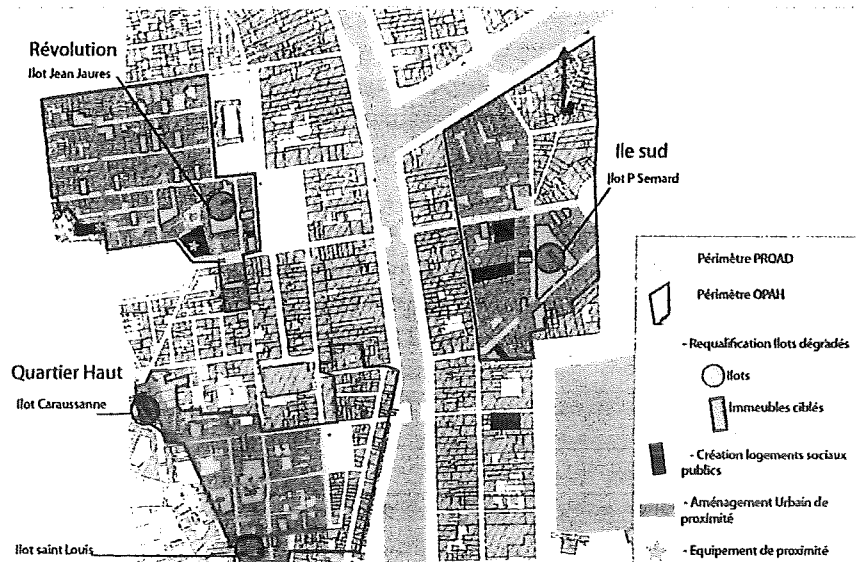 Révolution
Ilot Jean Jaures
Ile sud
Ilot P Semard
Quartier Haut
Ilot Caraussanne
Ilot saint Louis
Périmètre PRQAD
Périmètre OPAH
- Requalification îlots dégradés
Ilots
Immeubles ciblés
- Création logements sociaux
publics
- Aménagement Urbain de
proximité
- Equipement de proximité